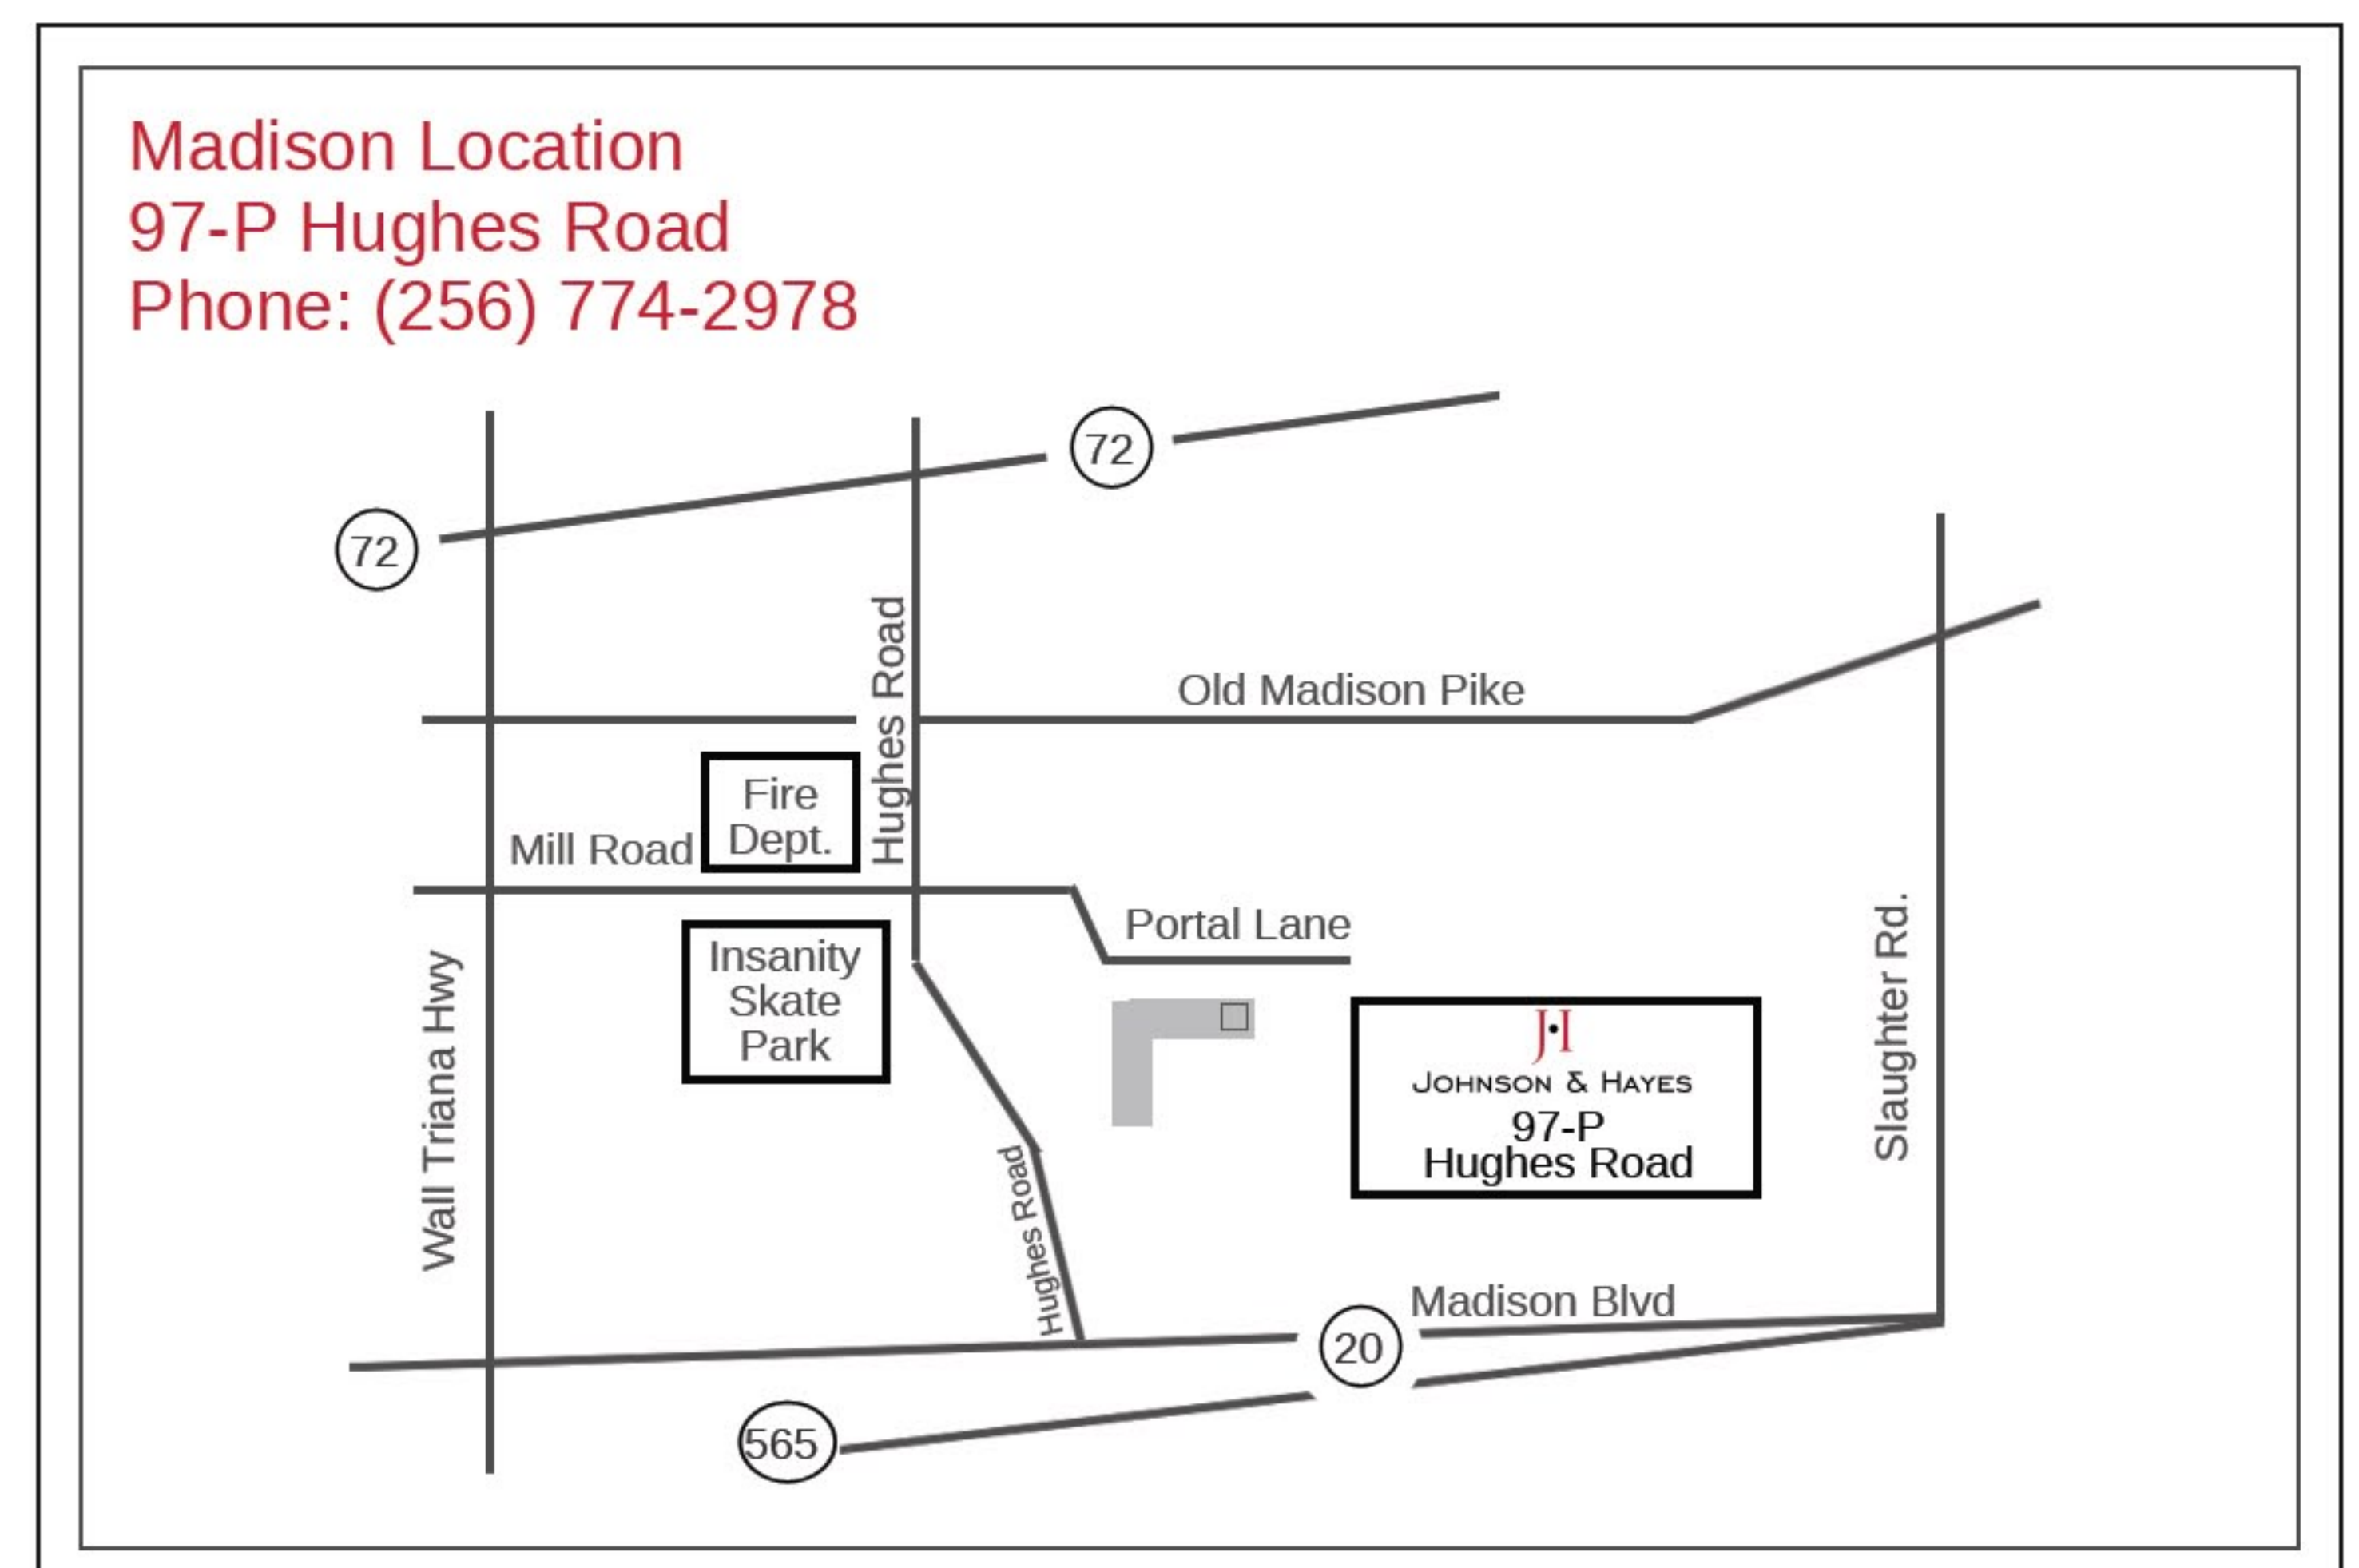 Madison Location
97-P Hughes Road
Phone: (256) 774-2978
72
72
Hughes Road
Old Madison Pike
Fire
Dept.
Mill Road
Insanity
Skate
Park
Portal Lane
Wall Triana Hwy
Slaughter Rd.
J·I
JOHNSON & HAYES
97-P
Hughes Road
Hughes Road
Madison Blvd
20
565